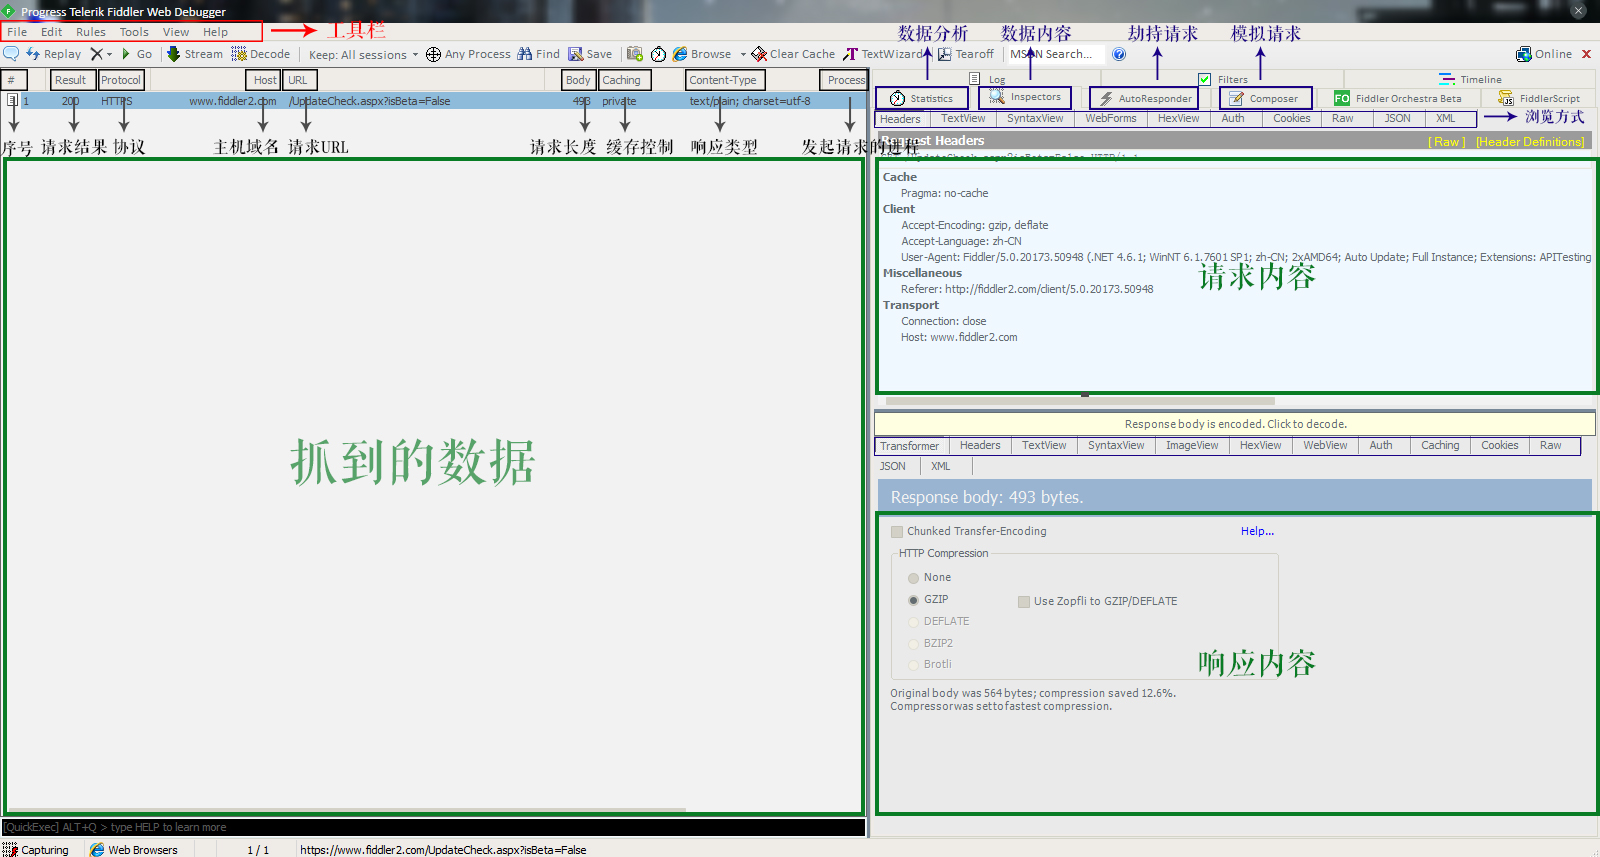 Progress Telerik Fiddler Web Debugger
File Edit Rules Tools View Help 工具栏 数据分析 数据内容 劫持请求 模拟请求
Replay Go Stream Decode Keep: All sessions Any Process Find Save Browse Clear Cache TextWizard Tearoff MSDN Search... Online
# Result Protocol Host URL Body Caching Content-Type Process
Log Filters Timeline
Statistics Inspectors AutoResponder Composer FO Fiddler Orchestra Beta FiddlerScript
1 200 HTTPS www.fiddler2.com /UpdateCheck.aspx?isBeta=False 493 private text/plain; charset=utf-8
Headers TextView SyntaxView WebForms HexView Auth Cookies Raw JSON XML 浏览方式
序号 请求结果 协议 主机域名 请求URL 请求长度 缓存控制 响应类型 发起请求的进程
Request Headers [ Raw ] [Header Definitions]
Cache
Pragma: no-cache
Client
Accept-Encoding: gzip, deflate
Accept-Language: zh-CN
User-Agent: Fiddler/5.0.20173.50948 (.NET 4.6.1; WinNT 6.1.7601 SP1; zh-CN; 2xAMD64; Auto Update; Full Instance; Extensions: APITesting
请求内容
Miscellaneous
Referer: http://fiddler2.com/client/5.0.20173.50948
Transport
Connection: close
Host: www.fiddler2.com
抓到的数据
Response body is encoded. Click to decode.
Transformer Headers TextView SyntaxView ImageView HexView WebView Auth Caching Cookies Raw
JSON XML
Response body: 493 bytes.
Chunked Transfer-Encoding Help...
HTTP Compression
None
GZIP Use Zopfli to GZIP/DEFLATE
DEFLATE
BZIP2
Brotli
响应内容
Original body was 564 bytes; compression saved 12.6%.
Compressor was set to fastest compression.
[QuickExec] ALT+Q > type HELP to learn more
Capturing Web Browsers 1 / 1 https://www.fiddler2.com/UpdateCheck.aspx?isBeta=False